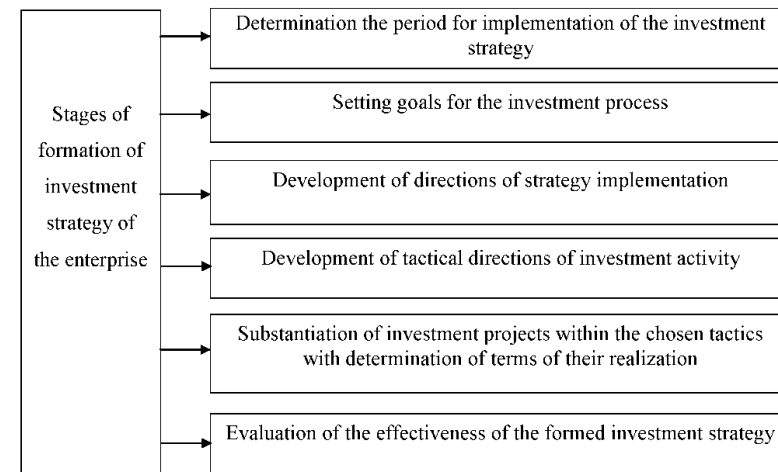 Stages of
formation of
investment
strategy of
the enterprise
Determination the period for implementation of the investment
strategy
Setting goals for the investment process
Development of directions of strategy implementation
Development of tactical directions of investment activity
Substantiation of investment projects within the chosen tactics
with determination of terms of their realization
Evaluation of the effectiveness of the formed investment strategy